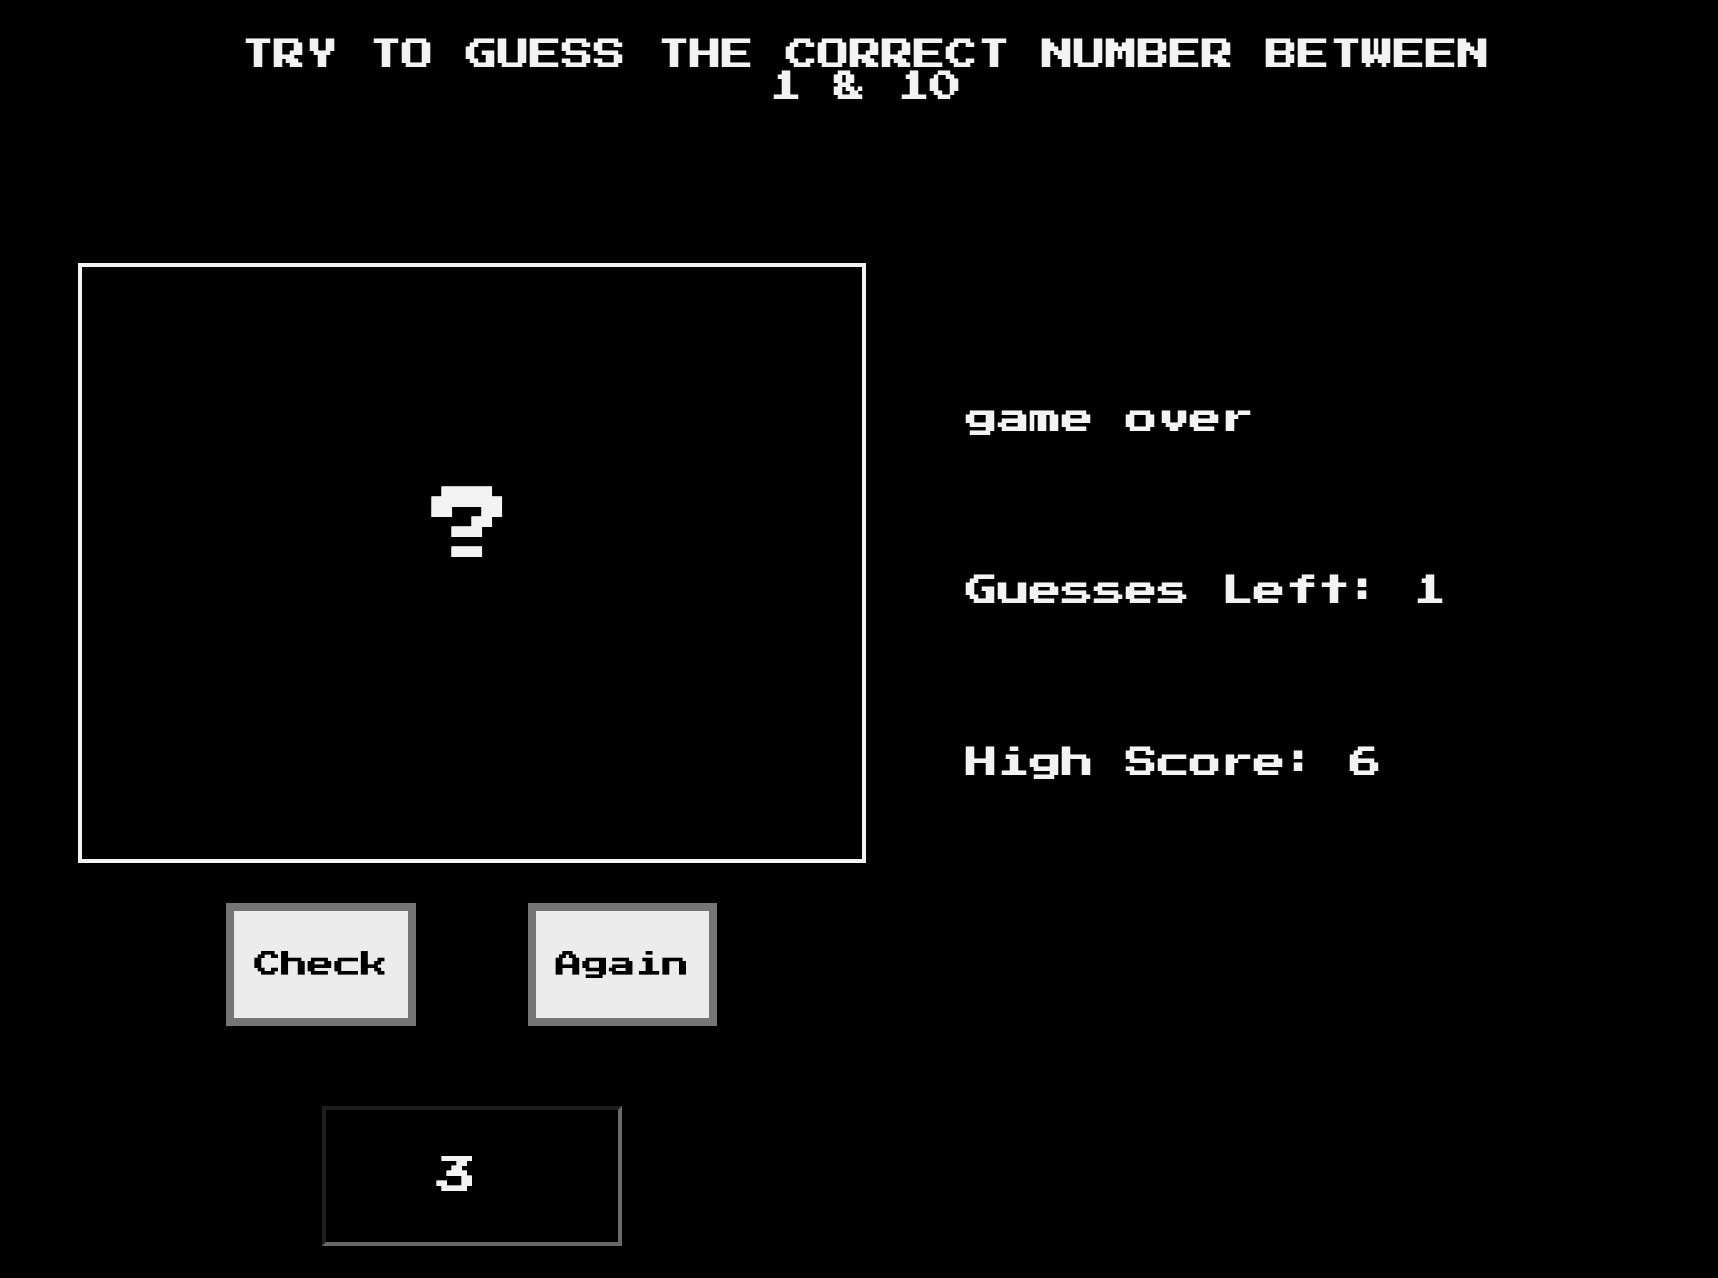 TRY TO GUESS THE CORRECT NUMBER BETWEEN
1 & 10
?
game over
Guesses Left: 1
High Score: 6
Check
Again
3